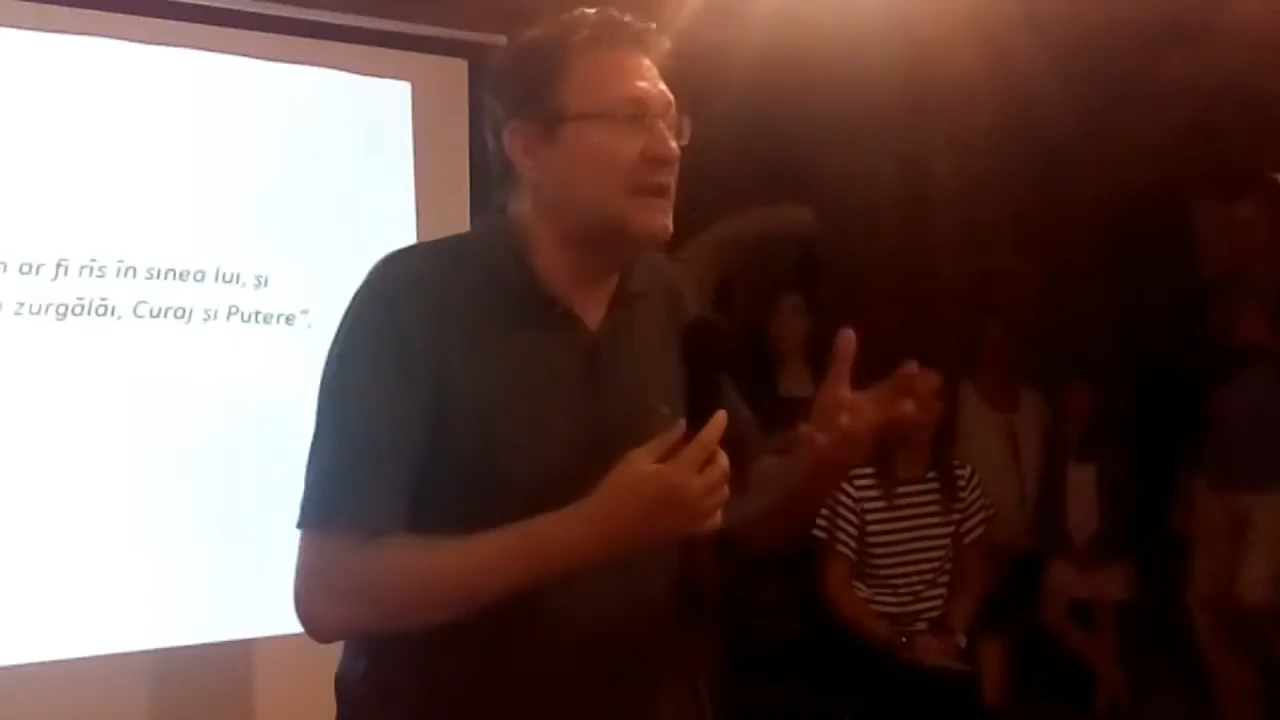 ar fi rîs în sinea lui, și
zurgălăi, Curaj și Putere”.